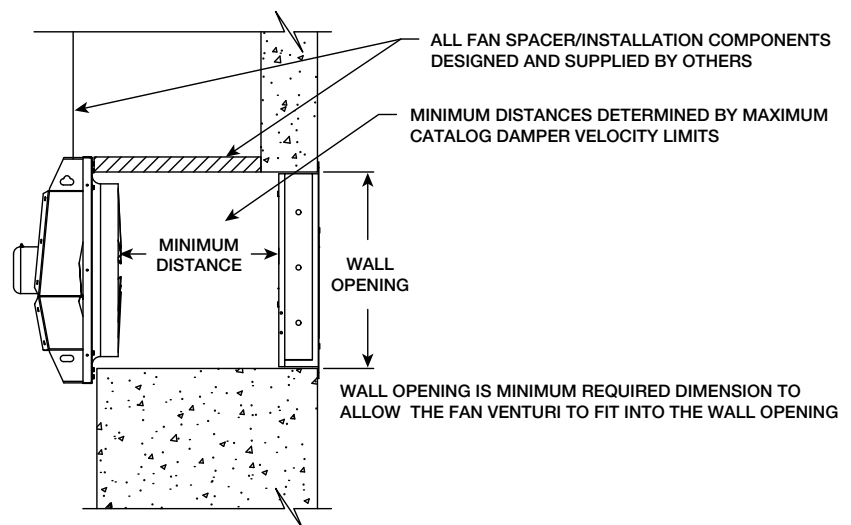 ALL FAN SPACER/INSTALLATION COMPONENTS
DESIGNED AND SUPPLIED BY OTHERS
MINIMUM DISTANCES DETERMINED BY MAXIMUM
CATALOG DAMPER VELOCITY LIMITS
MINIMUM
DISTANCE
WALL
OPENING
WALL OPENING IS MINIMUM REQUIRED DIMENSION TO
ALLOW THE FAN VENTURI TO FIT INTO THE WALL OPENING